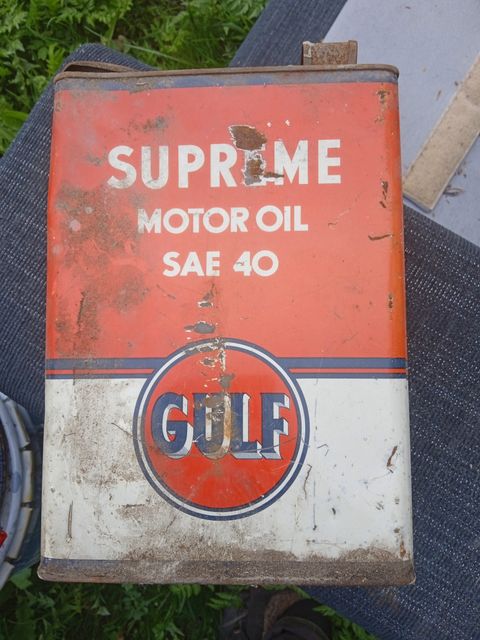 SUPREME
MOTOR OIL
SAE 40
GULF